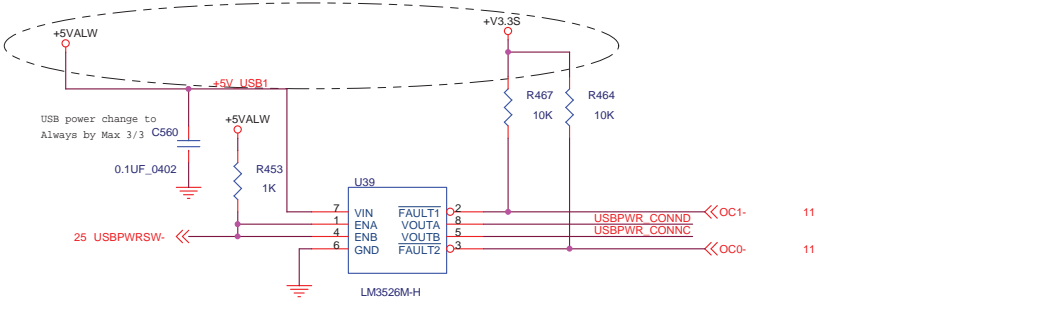 +5VALW
+V3.3S
+5V_USB1
R467
10K
R464
10K
USB power change to
Always by Max 3/3
C560
0.1UF_0402
+5VALW
R453
1K
U39
7
1
4
6
VIN
ENA
ENB
GND
FAULT1
VOUTA
VOUTB
FAULT2
2
8
5
3
USBPWR_CONND
USBPWR_CONNC
OC1-
11
OC0-
11
25
USBPWRSW-
LM3526M-H